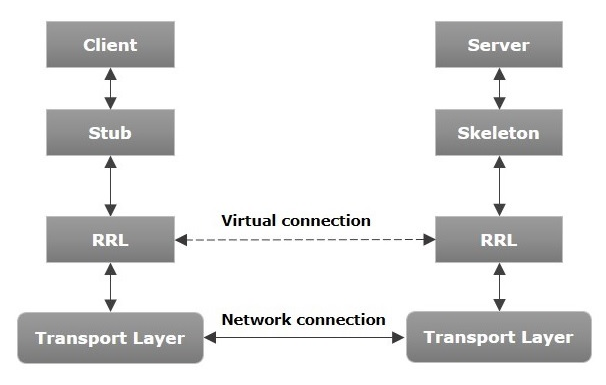 Client
Server
Stub
Skeleton
Virtual connection
RRL
RRL
Network connection
Transport Layer
Transport Layer